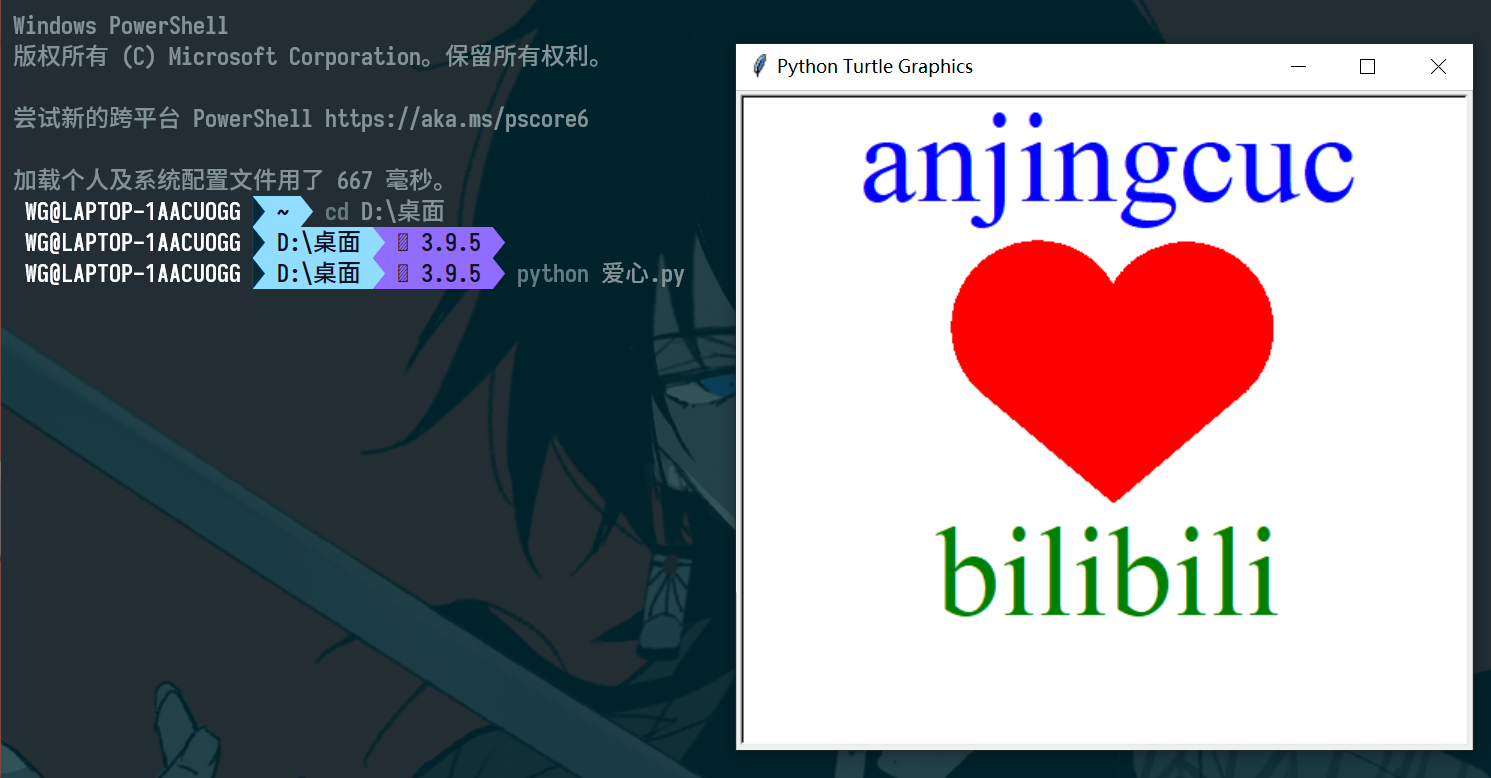 Windows PowerShell
版权所有 (C) Microsoft Corporation。保留所有权利。
尝试新的跨平台 PowerShell https://aka.ms/pscore6
加载个人及系统配置文件用了 667 毫秒。
WG@LAPTOP-1AACUOGG ~ cd D:\桌面
WG@LAPTOP-1AACUOGG D:\桌面 3.9.5
WG@LAPTOP-1AACUOGG D:\桌面 3.9.5 python 爱心.py
Python Turtle Graphics
anjingcuc
bilibili